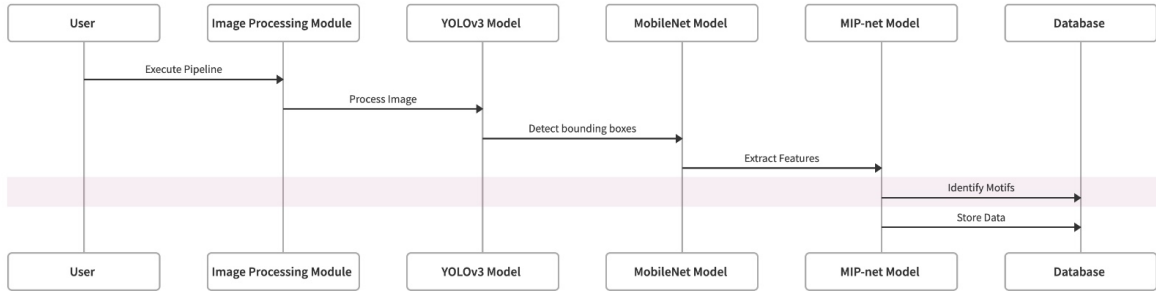 User
Image Processing Module
YOLOv3 Model
MobileNet Model
MIP-net Model
Database
Execute Pipeline
Process Image
Detect bounding boxes
Extract Features
Identify Motifs
Store Data
User
Image Processing Module
YOLOv3 Model
MobileNet Model
MIP-net Model
Database